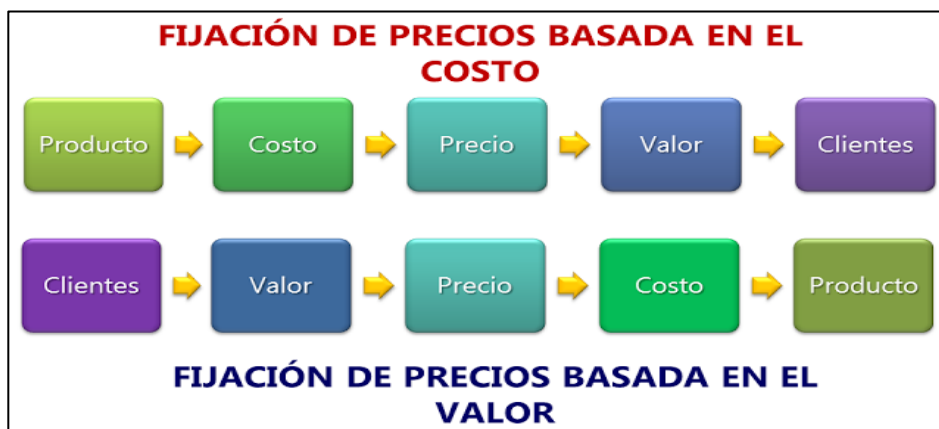 FIJACIÓN DE PRECIOS BASADA EN EL
COSTO
Producto Costo Precio Valor Clientes
Clientes Valor Precio Costo Producto
FIJACIÓN DE PRECIOS BASADA EN EL
VALOR